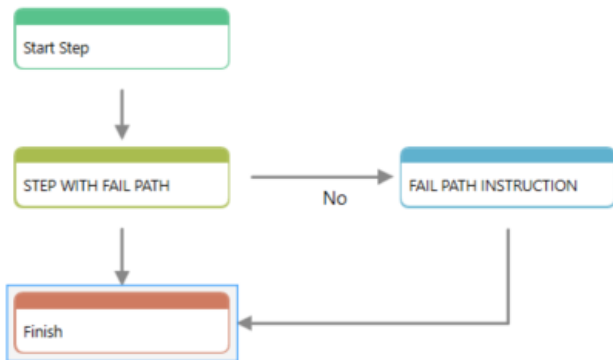 Start Step
STEP WITH FAIL PATH
No
FAIL PATH INSTRUCTION
Finish